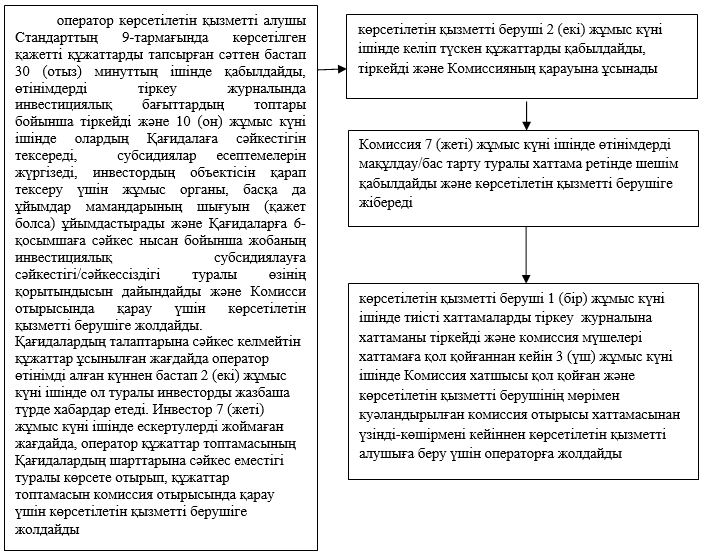 оператор көрсетілетін қызметті алушы
Стандарттың 9-тармағында көрсетілген
қажетті құжаттарды тапсырған сәттен бастап
30 (отыз) минуттың ішінде қабылдайды,
өтінімдерді тіркеу журналында
инвестициялық бағыттардың топтары
бойынша тіркейді және 10 (он) жұмыс күні
ішінде олардың Қағидалаға сәйкестігін
тексереді, субсидиялар есептемелерін
жүргізеді, инвестордың объектісін қарап
тексеру үшін жұмыс органы, басқа да
ұйымдар мамандарының шығуын (қажет
болса) ұйымдастырады және Қағидаларға 6-
қосымшаға сәйкес нысан бойынша жобаның
инвестициялық субсидиялауға
сәйкестігі/сәйкессіздігі туралы өзінің
қорытындысын дайындайды және Комисси
отырысында қарау үшін көрсетілетін
қызметті берушіге жолдайды.
Қағидалардың талаптарына сәйкес келмейтін
құжаттар ұсынылған жағдайда оператор
өтінімді алған күннен бастап 2 (екі) жұмыс
күні ішінде ол туралы инвесторды жазбаша
түрде хабардар етеді. Инвестор 7 (жеті)
жұмыс күні ішінде ескертулерді жоймаған
жағдайда, оператор құжаттар топтамасының
Қағидалардың шарттарына сәйкес еместігі
туралы көрсете отырып, құжаттар
топтамасын комиссия отырысында қарау
үшін көрсетілетін қызметті берушіге
жолдайды
көрсетілетін қызметті беруші 2 (екі) жұмыс күні
ішінде келіп түскен құжаттарды қабылдайды,
тіркейді және Комиссияның қарауына ұсынады
Комиссия 7 (жеті) жұмыс күні ішінде өтінімдерді
мақұлдау/бас тарту туралы хаттама ретінде шешім
қабылдайды және көрсетілетін қызметті берушіге
жібереді
көрсетілетін қызметті беруші 1 (бір) жұмыс күні
ішінде тиісті хаттамаларды тіркеу журналына
хаттаманы тіркейді және комиссия мүшелері
хаттамаға қол қойғаннан кейін 3 (үш) жұмыс күні
ішінде Комиссия хатшысы қол қойған және
көрсетілетін қызметті берушінің мөрімен
куәландырылған комиссия отырысы хаттамасынан
үзінді-көшірмені кейіннен көрсетілетін қызметті
алушыға беру үшін операторға жолдайды